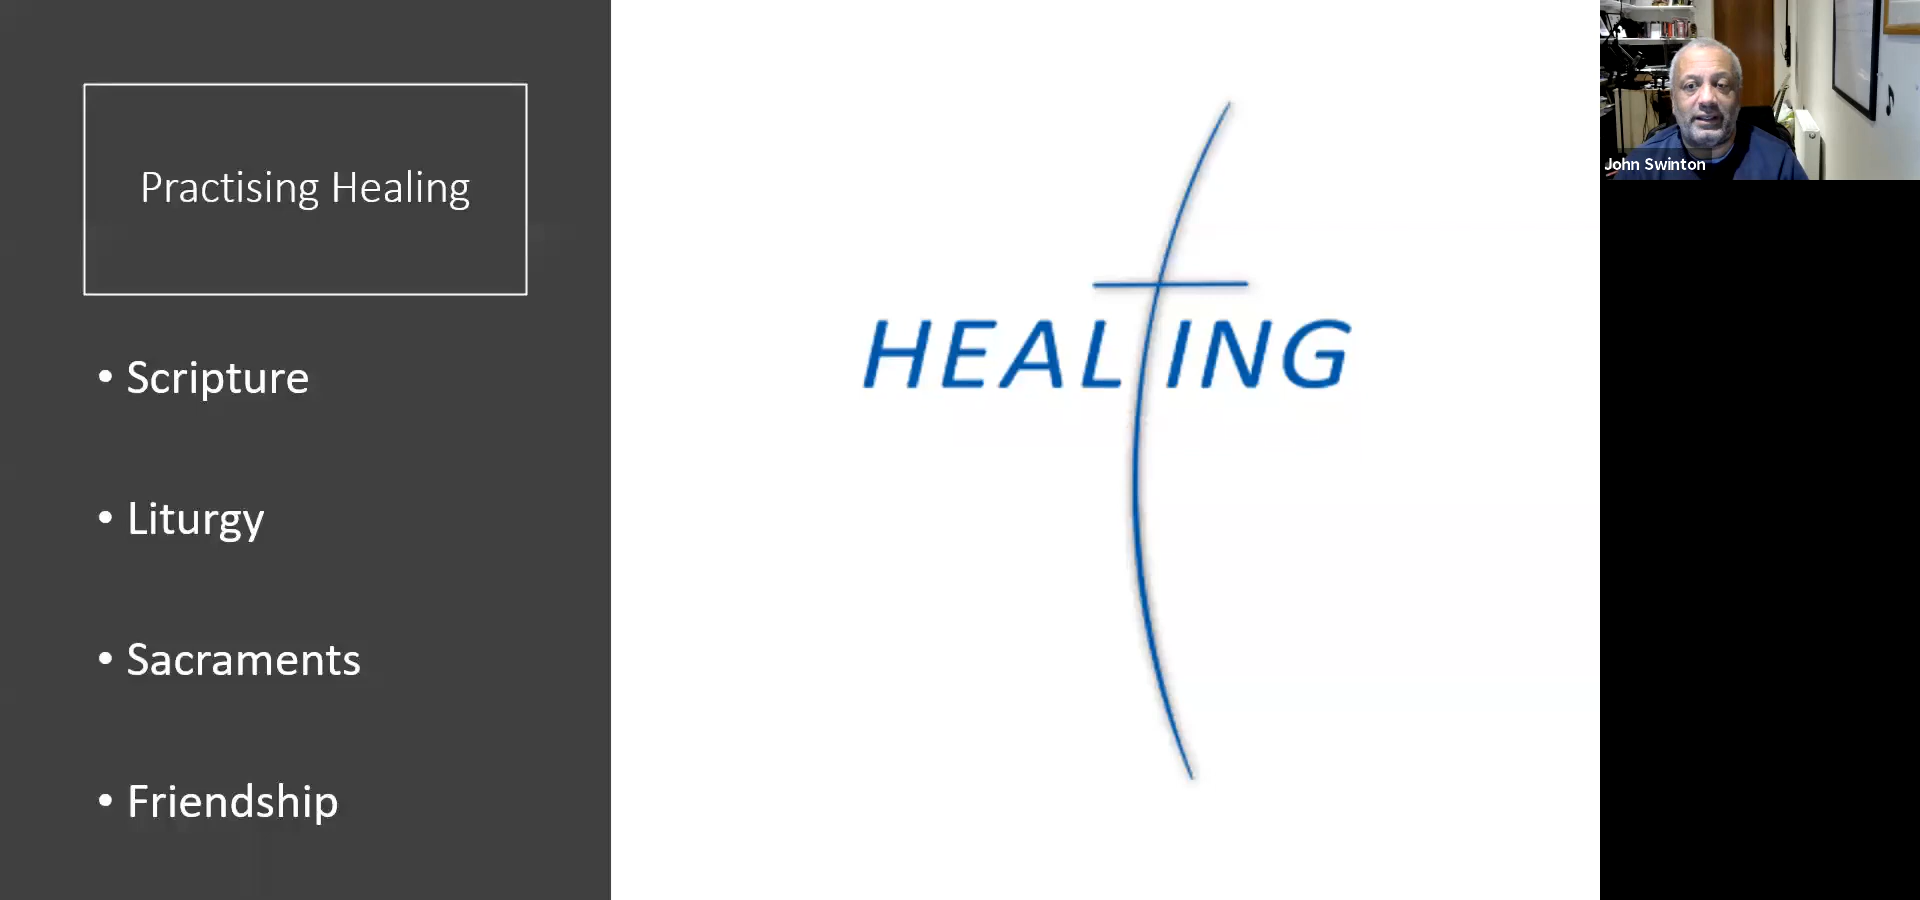 Practising Healing
• Scripture
• Liturgy
• Sacraments
• Friendship
HEALING
John Swinton